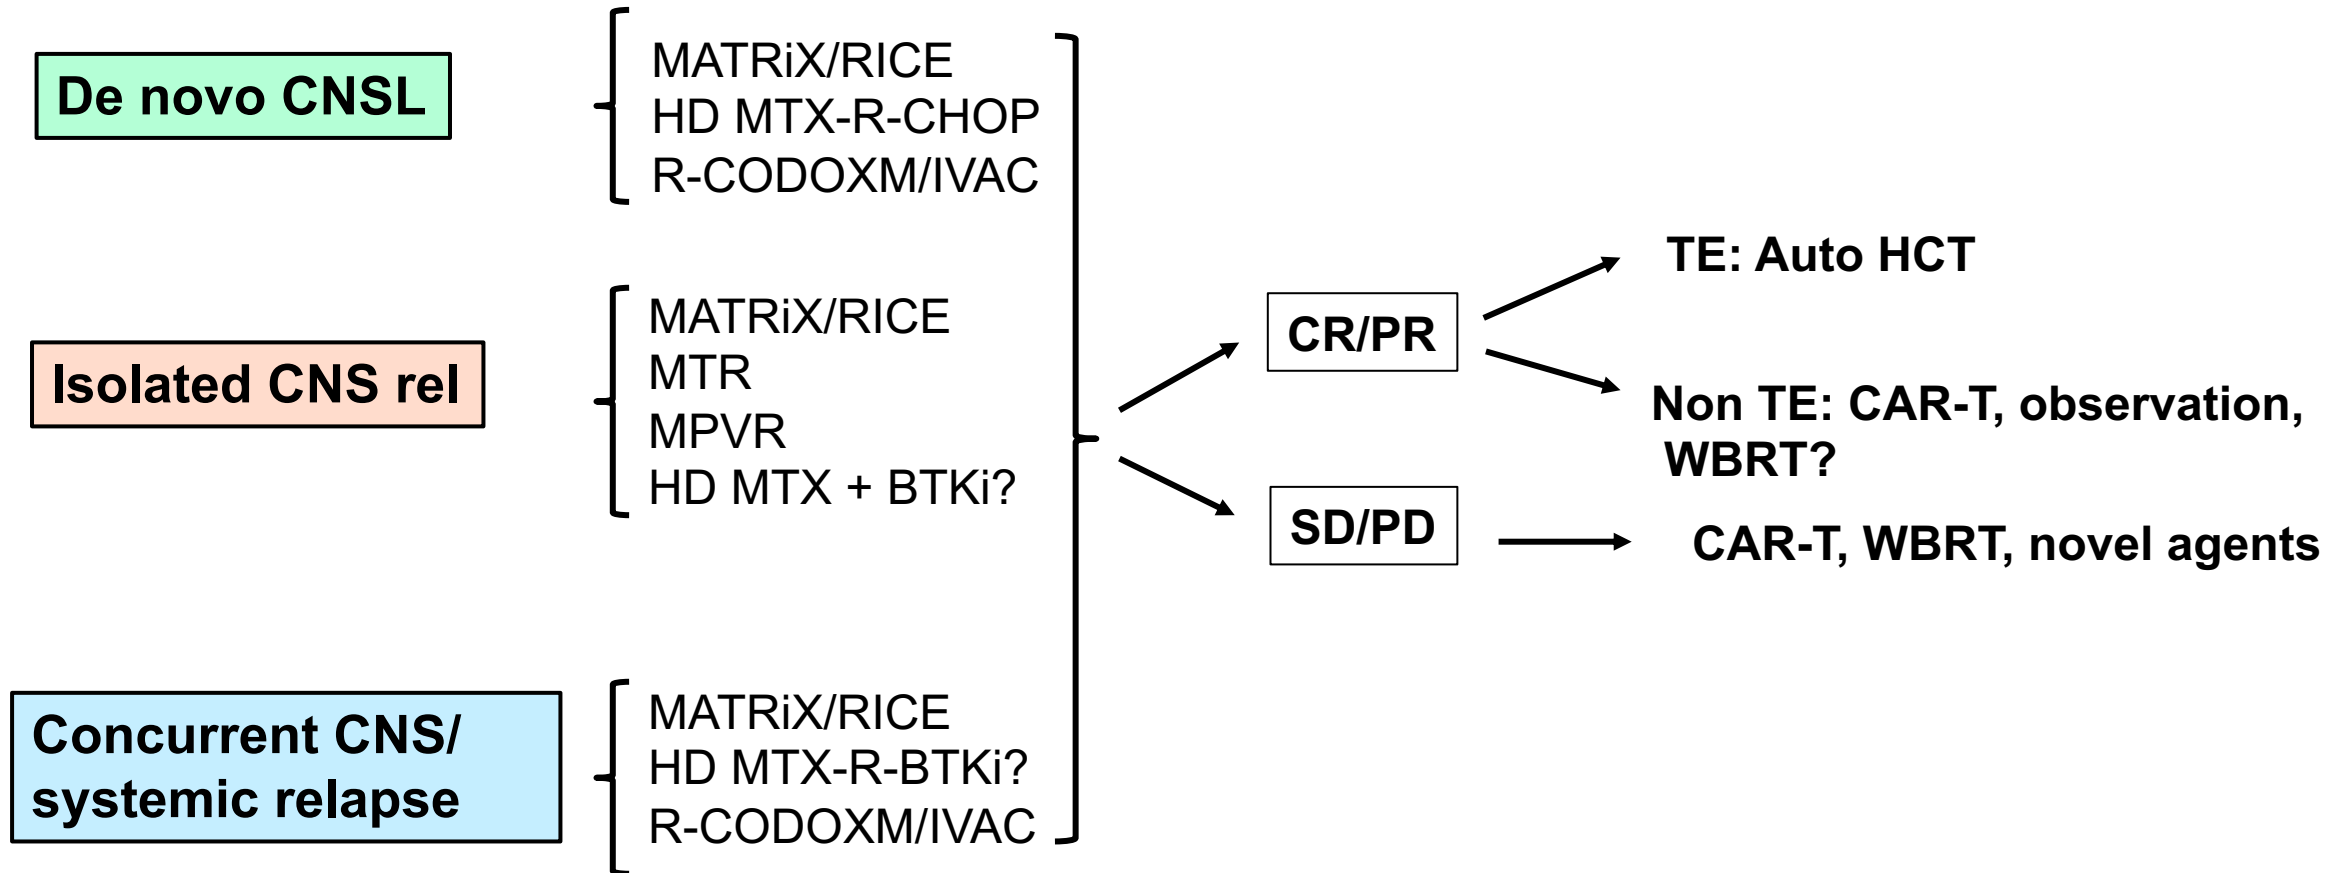 De novo CNSL
MATRiX/RICE
HD MTX-R-CHOP
R-CODOXM/IVAC
Isolated CNS rel
MATRiX/RICE
MTR
MPVR
HD MTX + BTKi?
Concurrent CNS/
systemic relapse
MATRiX/RICE
HD MTX-R-BTKi?
R-CODOXM/IVAC
CR/PR
TE: Auto HCT
Non TE: CAR-T, observation,
WBRT?
SD/PD
CAR-T, WBRT, novel agents